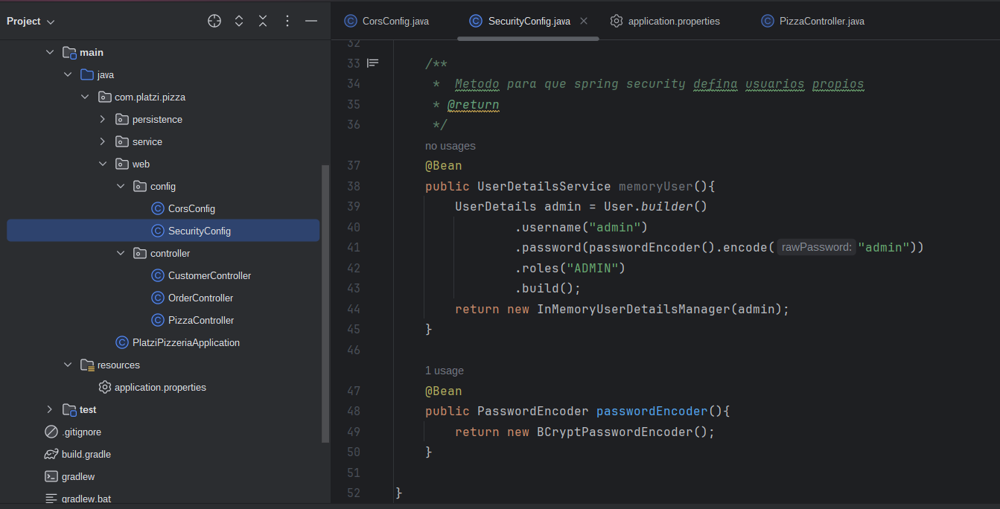 Project
CorsConfig.java
SecurityConfig.java
application.properties
PizzaController.java
main
java
com.platzi.pizza
persistence
service
web
config
CorsConfig
SecurityConfig
controller
CustomerController
OrderController
PizzaController
PlatziPizzeriaApplication
resources
application.properties
test
.gitignore
build.gradle
gradlew
gradlew.bat
32
33 /**
34 * Metodo para que spring security defina usuarios propios
35 * @return
36 */
no usages
37 @Bean
38 public UserDetailsService memoryUser(){
39 UserDetails admin = User.builder()
40 .username("admin")
41 .password(passwordEncoder().encode( rawPassword: "admin"))
42 .roles("ADMIN")
43 .build();
44 return new InMemoryUserDetailsManager(admin);
45 }
46
1 usage
47 @Bean
48 public PasswordEncoder passwordEncoder(){
49 return new BCryptPasswordEncoder();
50 }
51
52 }